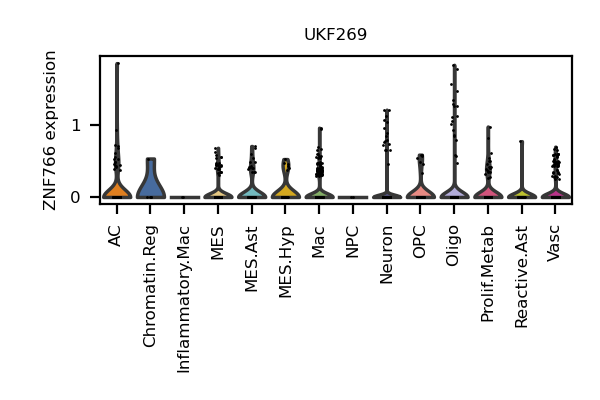 UKF269
ZNF766 expression
1
0
AC
Chromatin.Reg
Inflammatory.Mac
MES
MES.Ast
MES.Hyp
Mac
NPC
Neuron
OPC
Oligo
Prolif.Metab
Reactive.Ast
Vasc